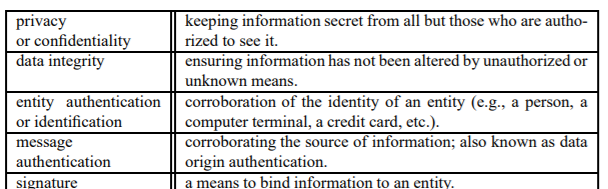 privacy
or confidentiality
keeping information secret from all but those who are autho-
rized to see it.
data integrity
ensuring information has not been altered by unauthorized or
unknown means.
entity authentication
or identification
corroboration of the identity of an entity (e.g., a person, a
computer terminal, a credit card, etc.).
message
authentication
corroborating the source of information; also known as data
origin authentication.
signature
a means to bind information to an entity.